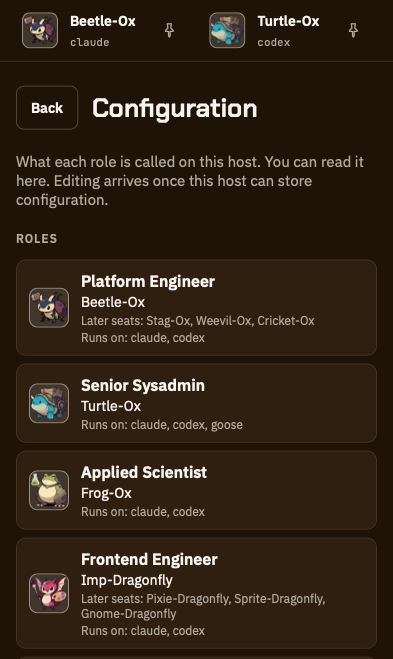 Beetle-Ox
claude
Turtle-Ox
codex
Back
Configuration
What each role is called on this host. You can read it
here. Editing arrives once this host can store
configuration.
ROLES
Platform Engineer
Beetle-Ox
Later seats: Stag-Ox, Weevil-Ox, Cricket-Ox
Runs on: claude, codex
Senior Sysadmin
Turtle-Ox
Runs on: claude, codex, goose
Applied Scientist
Frog-Ox
Runs on: claude, codex
Frontend Engineer
Imp-Dragonfly
Later seats: Pixie-Dragonfly, Sprite-Dragonfly,
Gnome-Dragonfly
Runs on: claude, codex